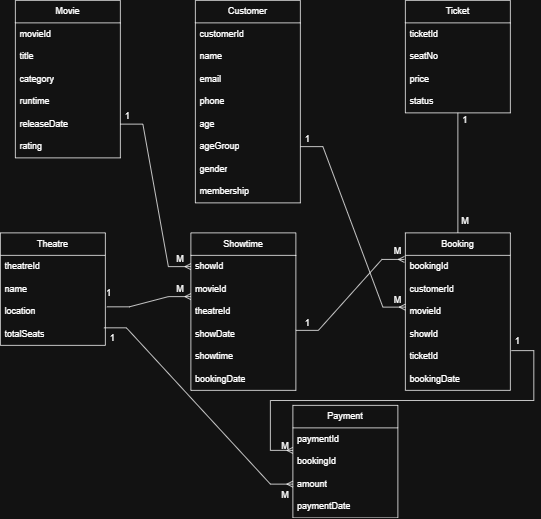 Movie
movieId
title
category
runtime
releaseDate
rating
Customer
customerId
name
email
phone
age
ageGroup
gender
membership
Ticket
ticketId
seatNo
price
status
1
1
1
M
Theatre
theatreId
name
location
totalSeats
Showtime
showId
movieId
theatreId
showDate
showtime
bookingDate
Booking
bookingId
customerId
movieId
showId
ticketId
bookingDate
M
M
M
M
1
1
1
1
Payment
paymentId
bookingId
amount
paymentDate
M
M